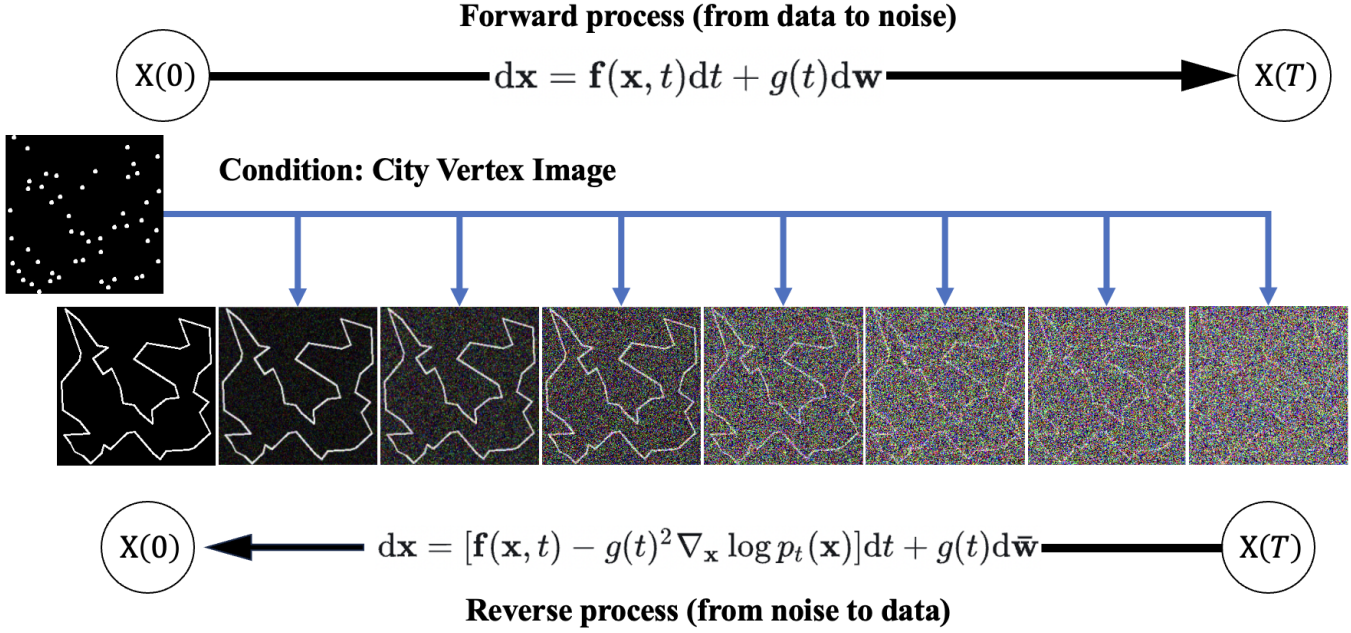 Forward process (from data to noise)
X(0) dx = f(x, t)dt + g(t)dw X(T)
Condition: City Vertex Image
X(0) dx = [f(x, t) − g(t)²∇ₓ log pₜ(x)]dt + g(t)dw̄ X(T)
Reverse process (from noise to data)